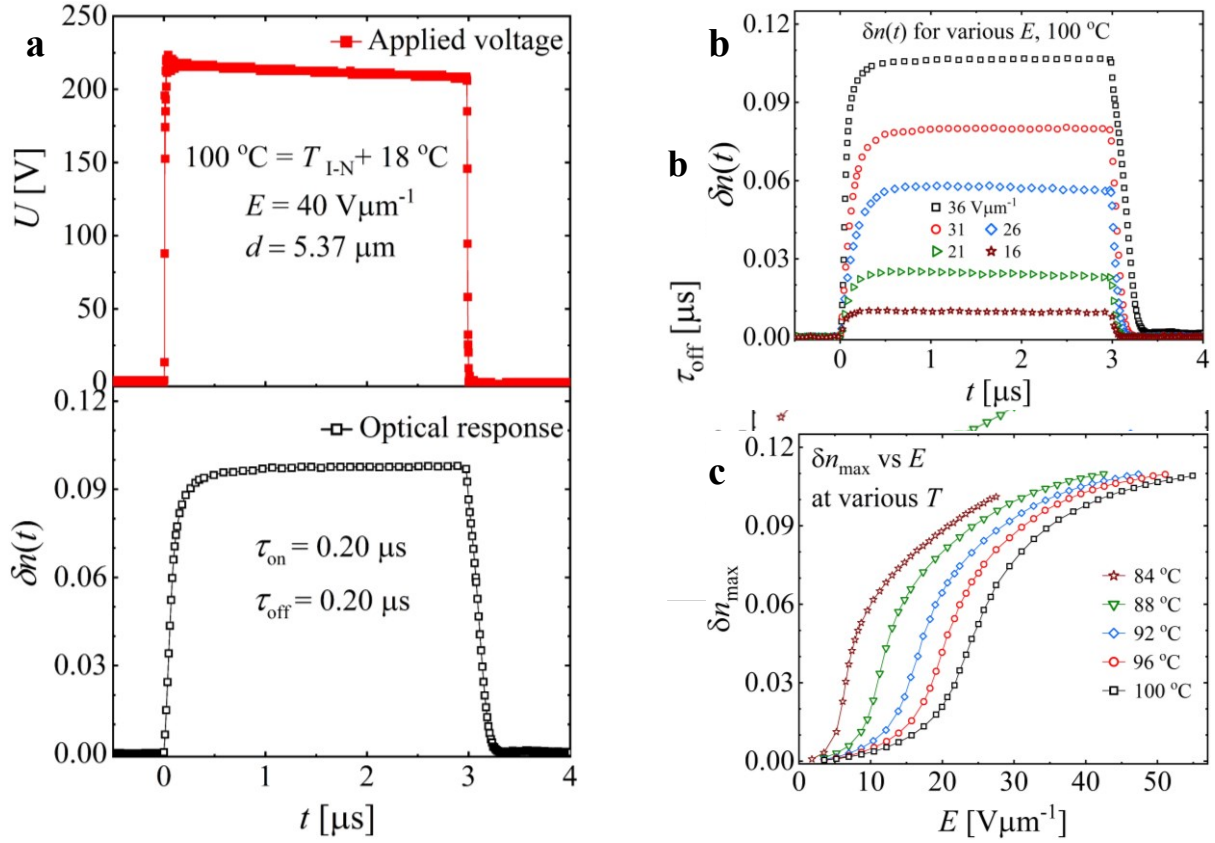 a
Applied voltage
U [V]
250
200
150
100
50
0
100 °C = T I-N + 18 °C
E = 40 Vμm-1
d = 5.37 μm
Optical response
δn(t)
0.12
0.09
0.06
0.03
0.00
τon = 0.20 μs
τoff = 0.20 μs
0 1 2 3 4
t [μs]
b
δn(t) for various E, 100 °C
b
δn(t)
0.12
0.09
0.06
0.03
0.00
36 Vμm-1
31 26
21 16
0 1 2 3 4
t [μs]
τoff [μs]
c
δnmax vs E
at various T
δnmax
0.12
0.09
0.06
0.03
0.00
84 °C
88 °C
92 °C
96 °C
100 °C
0 10 20 30 40 50
E [Vμm-1]